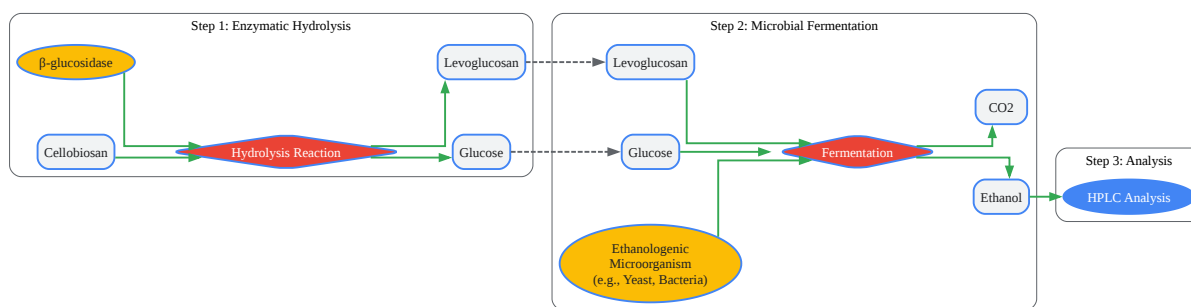 Step 1: Enzymatic Hydrolysis
β-glucosidase
Cellobiosan
Hydrolysis Reaction
Levoglucosan
Glucose
Step 2: Microbial Fermentation
Levoglucosan
Glucose
Ethanologenic
Microorganism
(e.g., Yeast, Bacteria)
Fermentation
CO2
Ethanol
Step 3: Analysis
HPLC Analysis